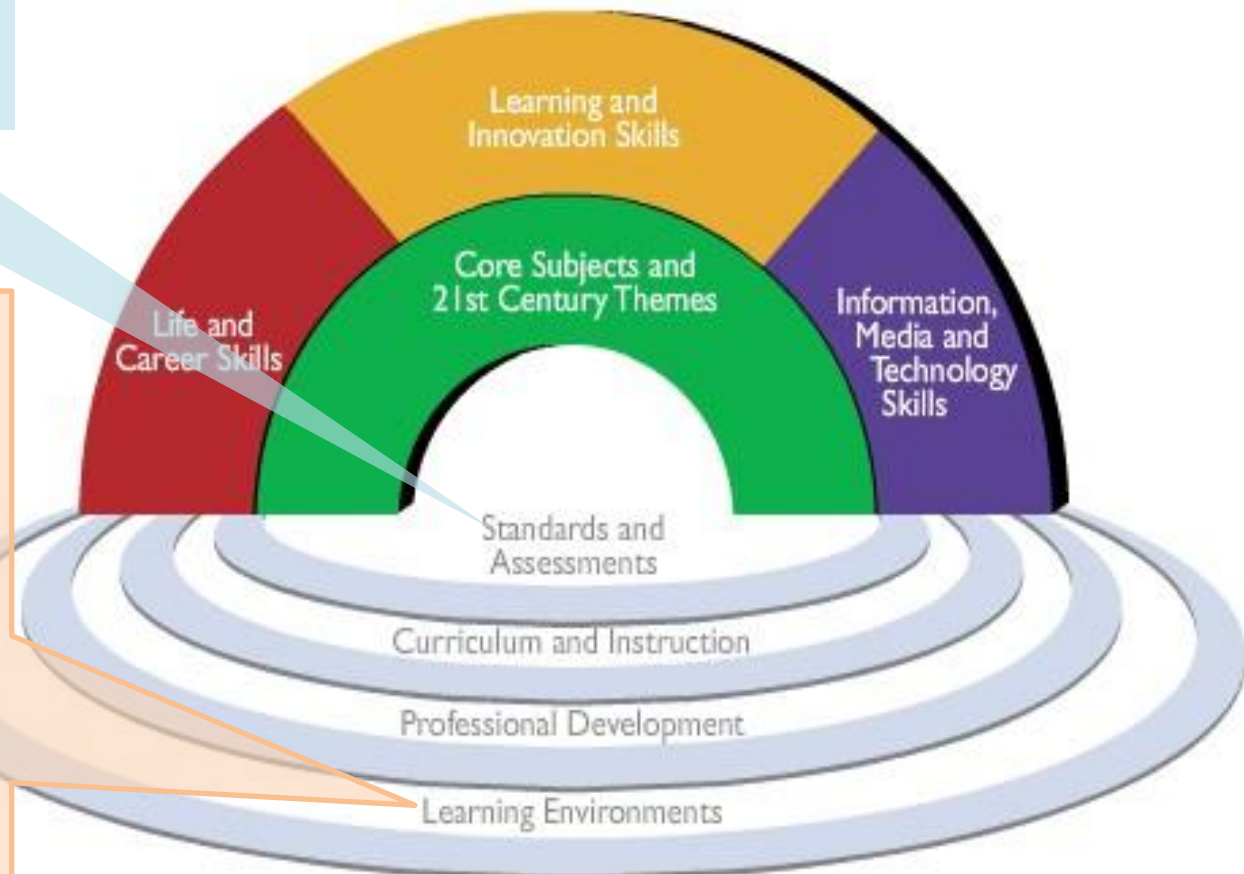 Learning and
Innovation Skills
Core Subjects and
21st Century Themes
Life and
Career Skills
Information,
Media and
Technology
Skills
Standards and
Assessments
Curriculum and Instruction
Professional Development
Learning Environments